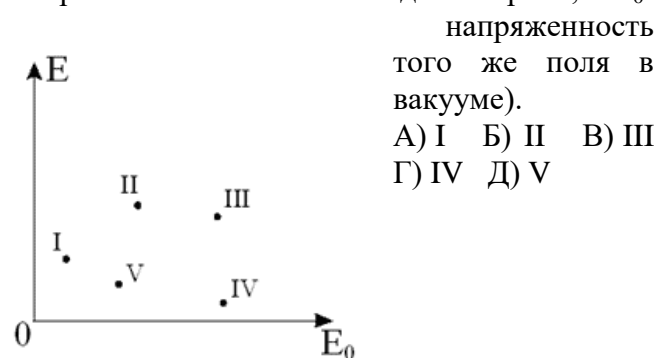 напряженность
того же поля в
вакууме).
А) I Б) II В) III
Г) IV Д) V
E
II
III
I
V
IV
0
E₀